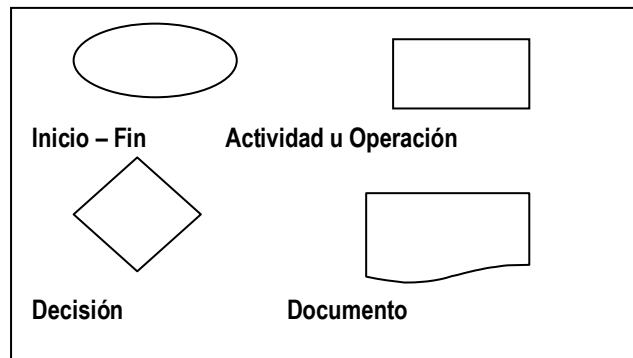 Inicio – Fin Actividad u Operación
Decisión Documento